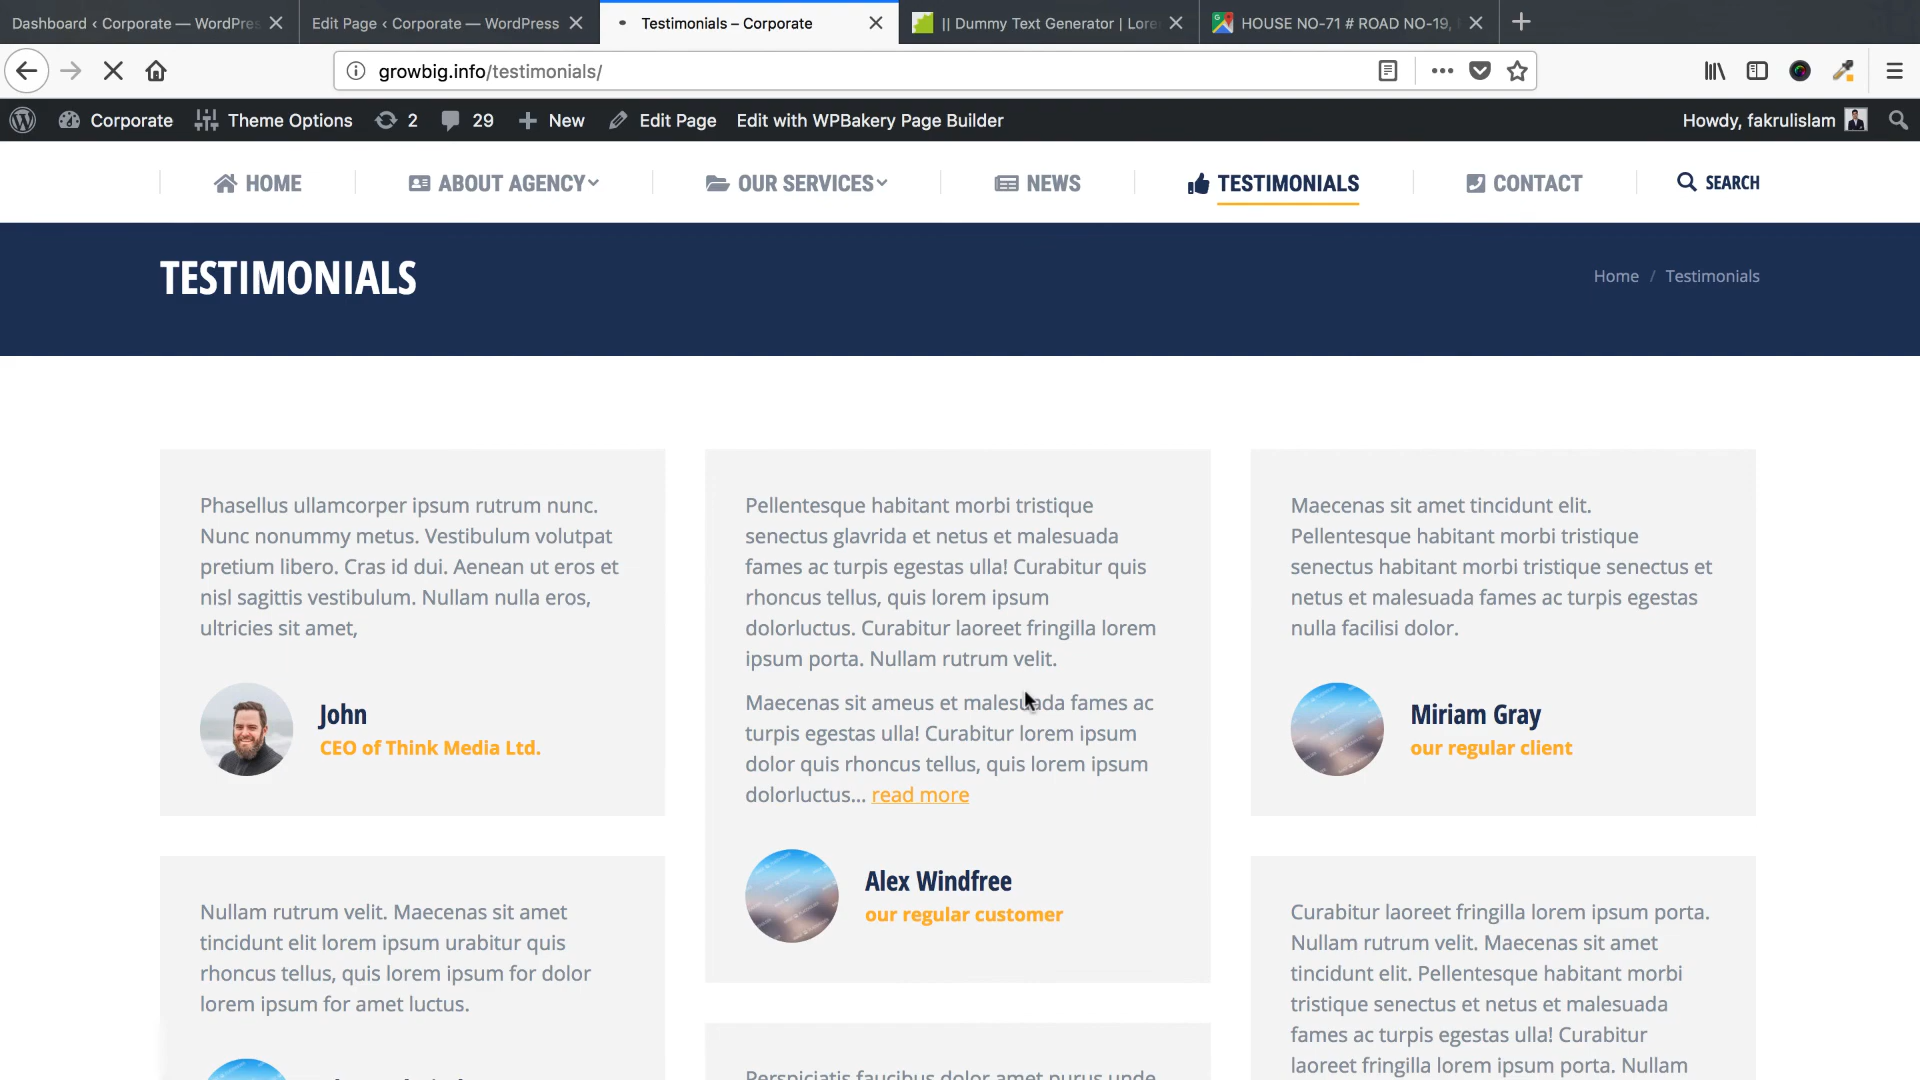 Dashboard ‹ Corporate — WordPres
Edit Page ‹ Corporate — WordPress
Testimonials – Corporate
|| Dummy Text Generator | Lore
HOUSE NO-71 # ROAD NO-19,
growbig.info/testimonials/
Corporate
Theme Options
2
29
New
Edit Page
Edit with WPBakery Page Builder
Howdy, fakrulislam
HOME
ABOUT AGENCY
OUR SERVICES
NEWS
TESTIMONIALS
CONTACT
SEARCH
TESTIMONIALS
Home / Testimonials
Phasellus ullamcorper ipsum rutrum nunc.
Nunc nonummy metus. Vestibulum volutpat
pretium libero. Cras id dui. Aenean ut eros et
nisl sagittis vestibulum. Nullam nulla eros,
ultricies sit amet,
John
CEO of Think Media Ltd.
Pellentesque habitant morbi tristique
senectus glavrida et netus et malesuada
fames ac turpis egestas ulla! Curabitur quis
rhoncus tellus, quis lorem ipsum
dolorluctus. Curabitur laoreet fringilla lorem
ipsum porta. Nullam rutrum velit.
Maecenas sit ameus et malesuada fames ac
turpis egestas ulla! Curabitur lorem ipsum
dolor quis rhoncus tellus, quis lorem ipsum
dolorluctus... read more
Alex Windfree
our regular customer
Maecenas sit amet tincidunt elit.
Pellentesque habitant morbi tristique
senectus habitant morbi tristique senectus et
netus et malesuada fames ac turpis egestas
nulla facilisi dolor.
Miriam Gray
our regular client
Nullam rutrum velit. Maecenas sit amet
tincidunt elit lorem ipsum urabitur quis
rhoncus tellus, quis lorem ipsum for dolor
lorem ipsum for amet luctus.
Perspiciatis faucibus dolor amet purus unde
Curabitur laoreet fringilla lorem ipsum porta.
Nullam rutrum velit. Maecenas sit amet
tincidunt elit. Pellentesque habitant morbi
tristique senectus et netus et malesuada
fames ac turpis egestas ulla! Curabitur
laoreet fringilla lorem ipsum porta. Nullam